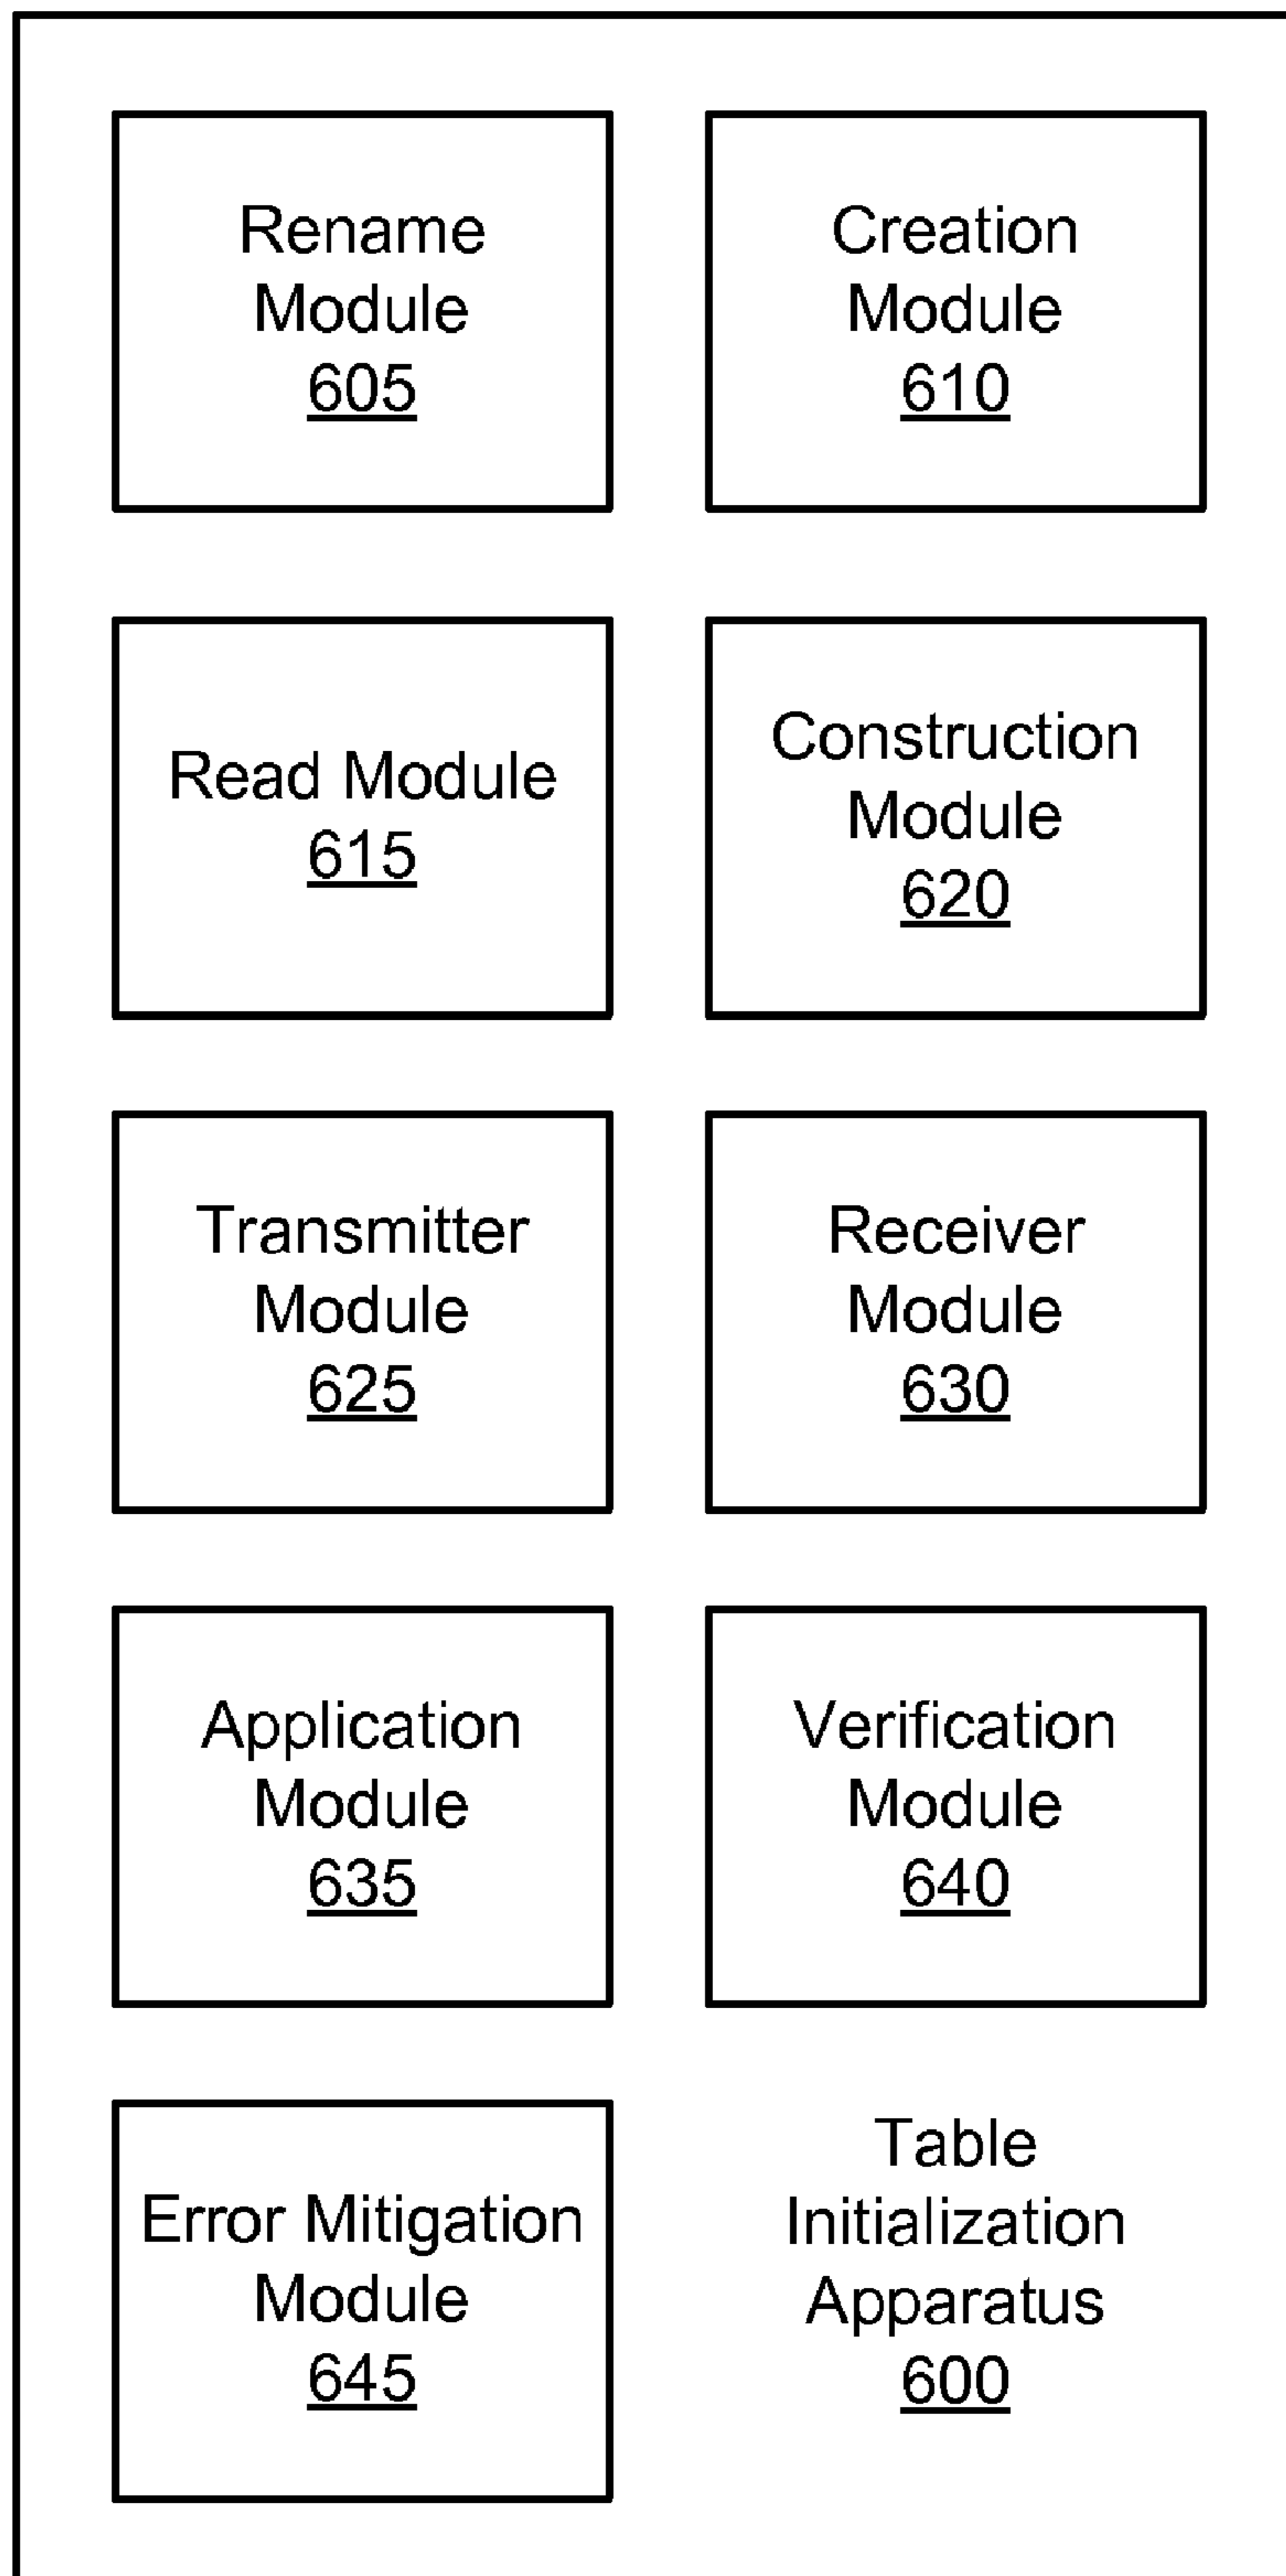 Rename
Module
605
Creation
Module
610
Read Module
615
Construction
Module
620
Transmitter
Module
625
Receiver
Module
630
Application
Module
635
Verification
Module
640
Error Mitigation
Module
645
Table
Initialization
Apparatus
600